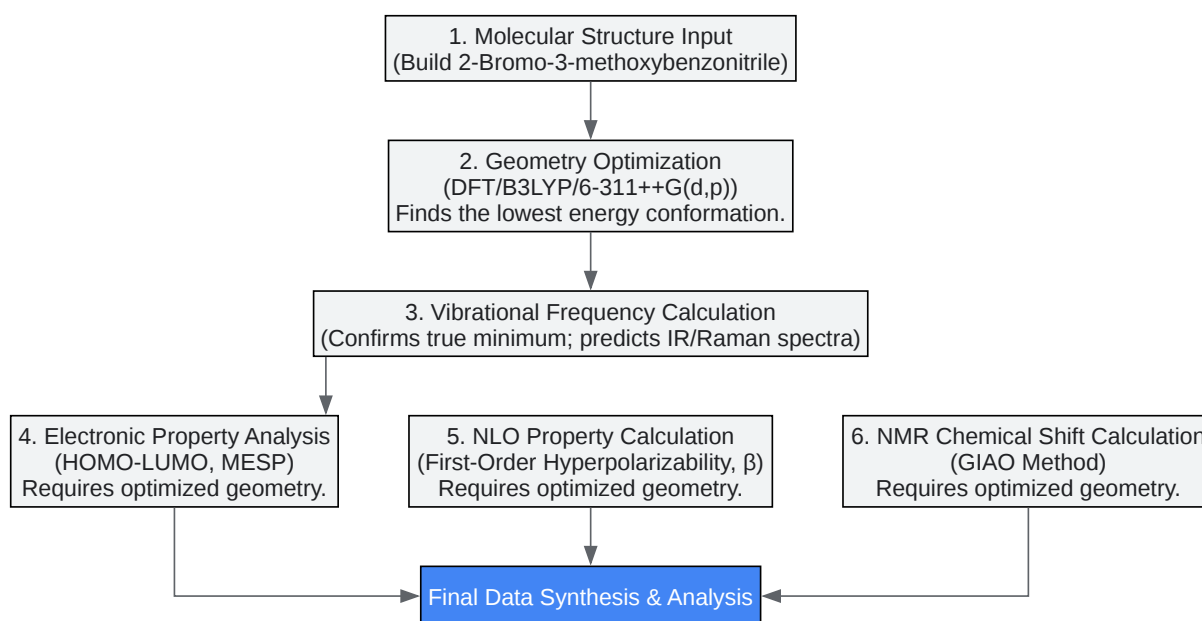 1. Molecular Structure Input
(Build 2-Bromo-3-methoxybenzonitrile)
2. Geometry Optimization
(DFT/B3LYP/6-311++G(d,p))
Finds the lowest energy conformation.
3. Vibrational Frequency Calculation
(Confirms true minimum; predicts IR/Raman spectra)
4. Electronic Property Analysis
(HOMO-LUMO, MESP)
Requires optimized geometry.
5. NLO Property Calculation
(First-Order Hyperpolarizability, β)
Requires optimized geometry.
6. NMR Chemical Shift Calculation
(GIAO Method)
Requires optimized geometry.
Final Data Synthesis & Analysis